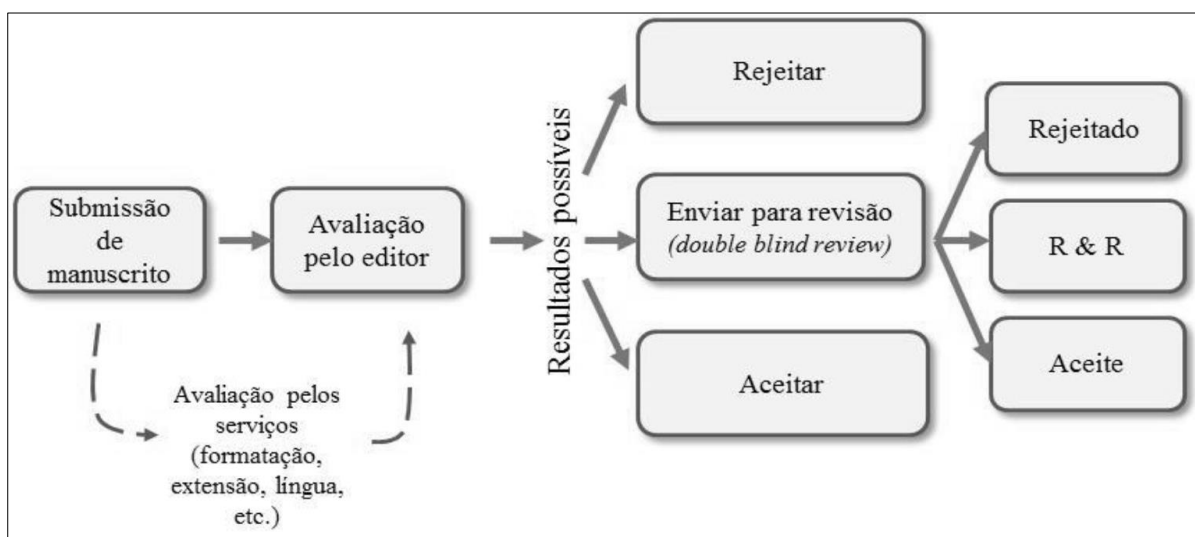 Submissão
de
manuscrito
Avaliação
pelo editor
Avaliação pelos
serviços
(formatação,
extensão, língua,
etc.)
Resultados possíveis
Rejeitar
Enviar para revisão
(double blind review)
Aceitar
Rejeitado
R & R
Aceite